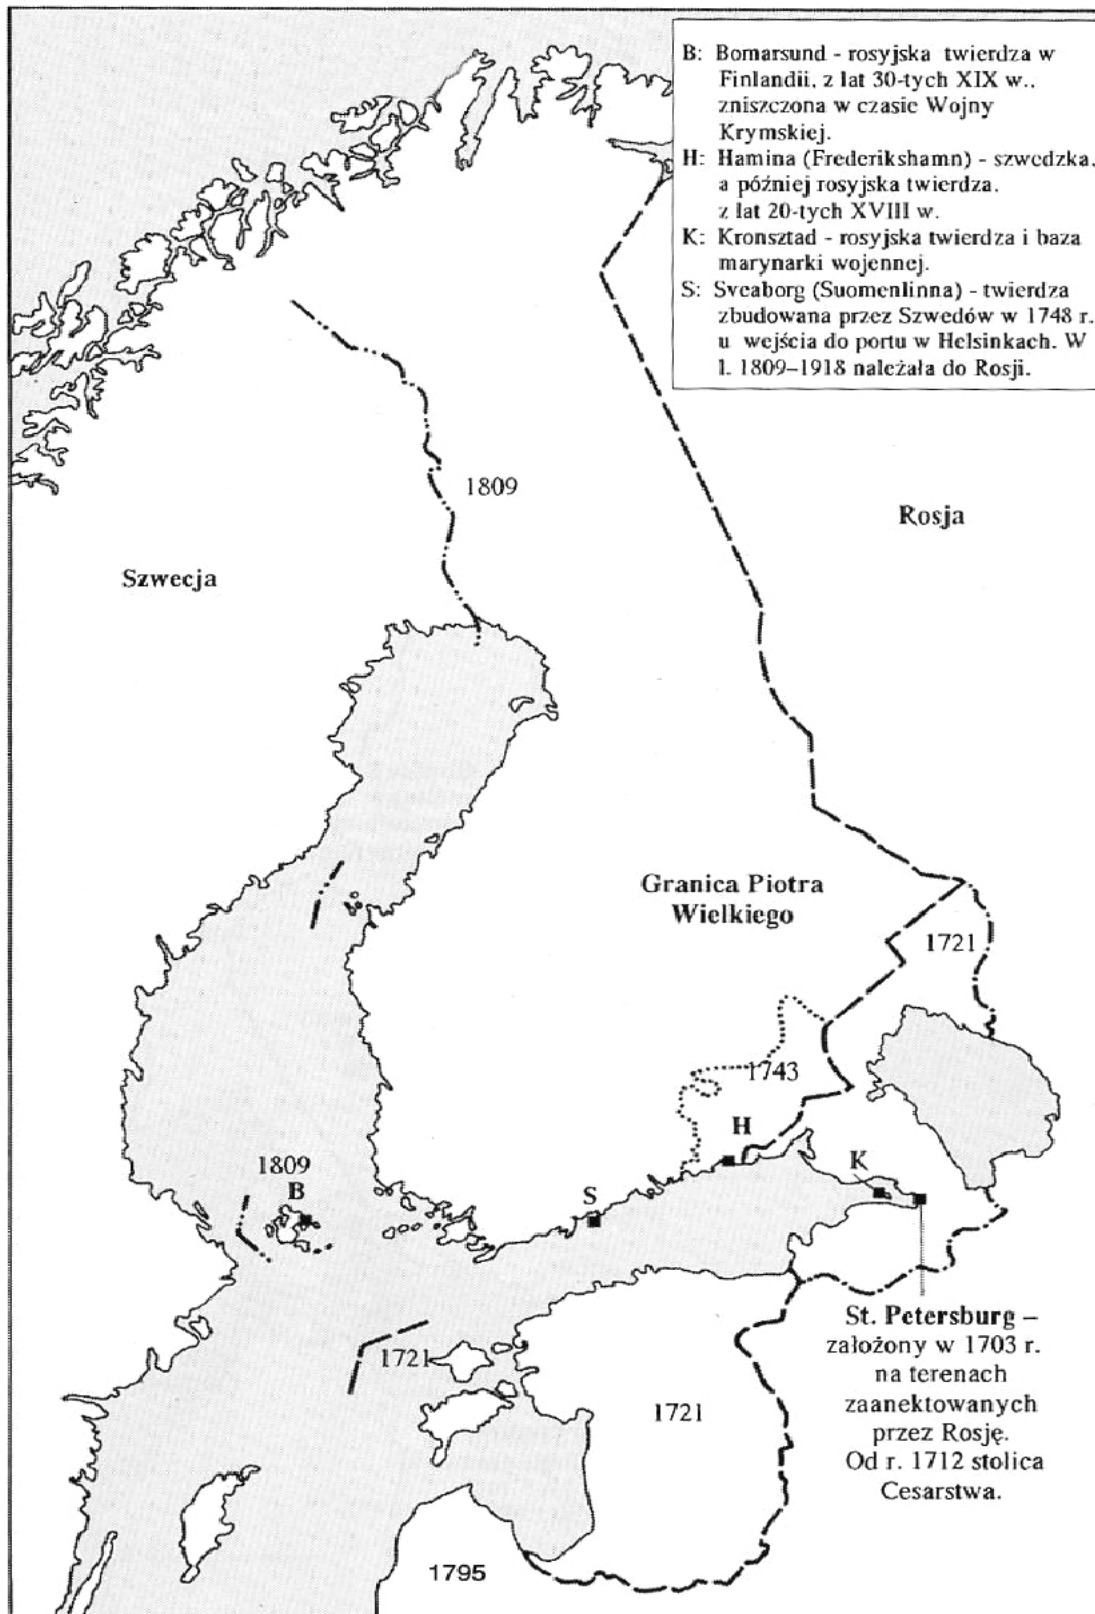 B: Bomarsund - rosyjska twierdza w
Finlandii, z lat 30-tych XIX w.,
zniszczona w czasie Wojny
Krymskiej.
H: Hamina (Frederikshamn) - szwedzka,
a później rosyjska twierdza,
z lat 20-tych XVIII w.
K: Kronsztad - rosyjska twierdza i baza
marynarki wojennej.
S: Sveaborg (Suomenlinna) - twierdza
zbudowana przez Szwedów w 1748 r.
u wejścia do portu w Helsinkach. W
l. 1809–1918 należała do Rosji.
1809
Rosja
Szwecja
Granica Piotra
Wielkiego
1721
1743
H
1809
B
S
K
1721
1721
St. Petersburg –
założony w 1703 r.
na terenach
zaanektowanych
przez Rosję.
Od r. 1712 stolica
Cesarstwa.
1795